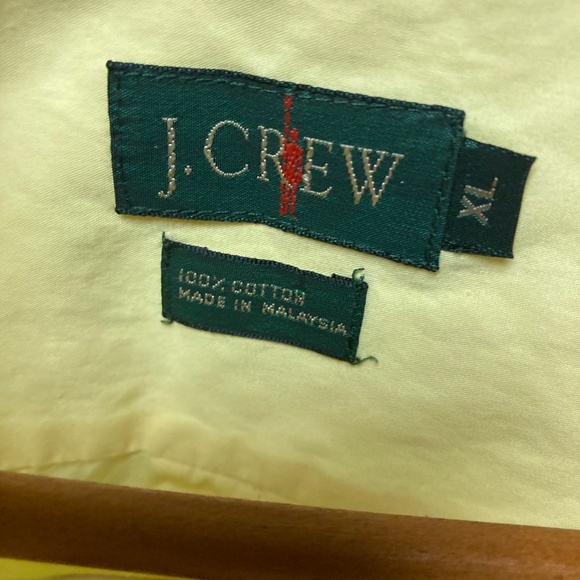 J. CREW
XL
100% COTTON
MADE IN MALAYSIA